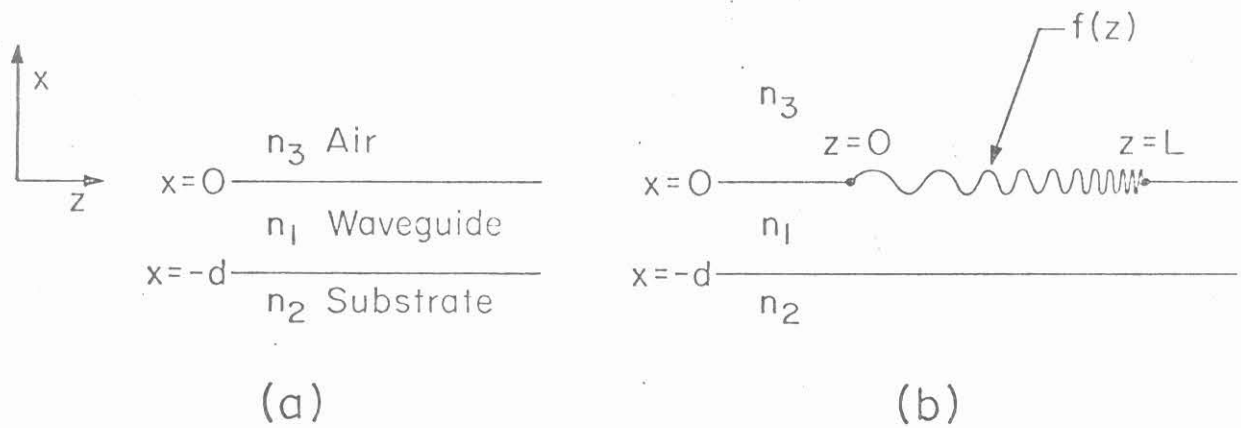 x
z
n3 Air
x=0
n1 Waveguide
x=-d
n2 Substrate
(a)
f(z)
n3
z=0
z=L
x=0
n1
x=-d
n2
(b)